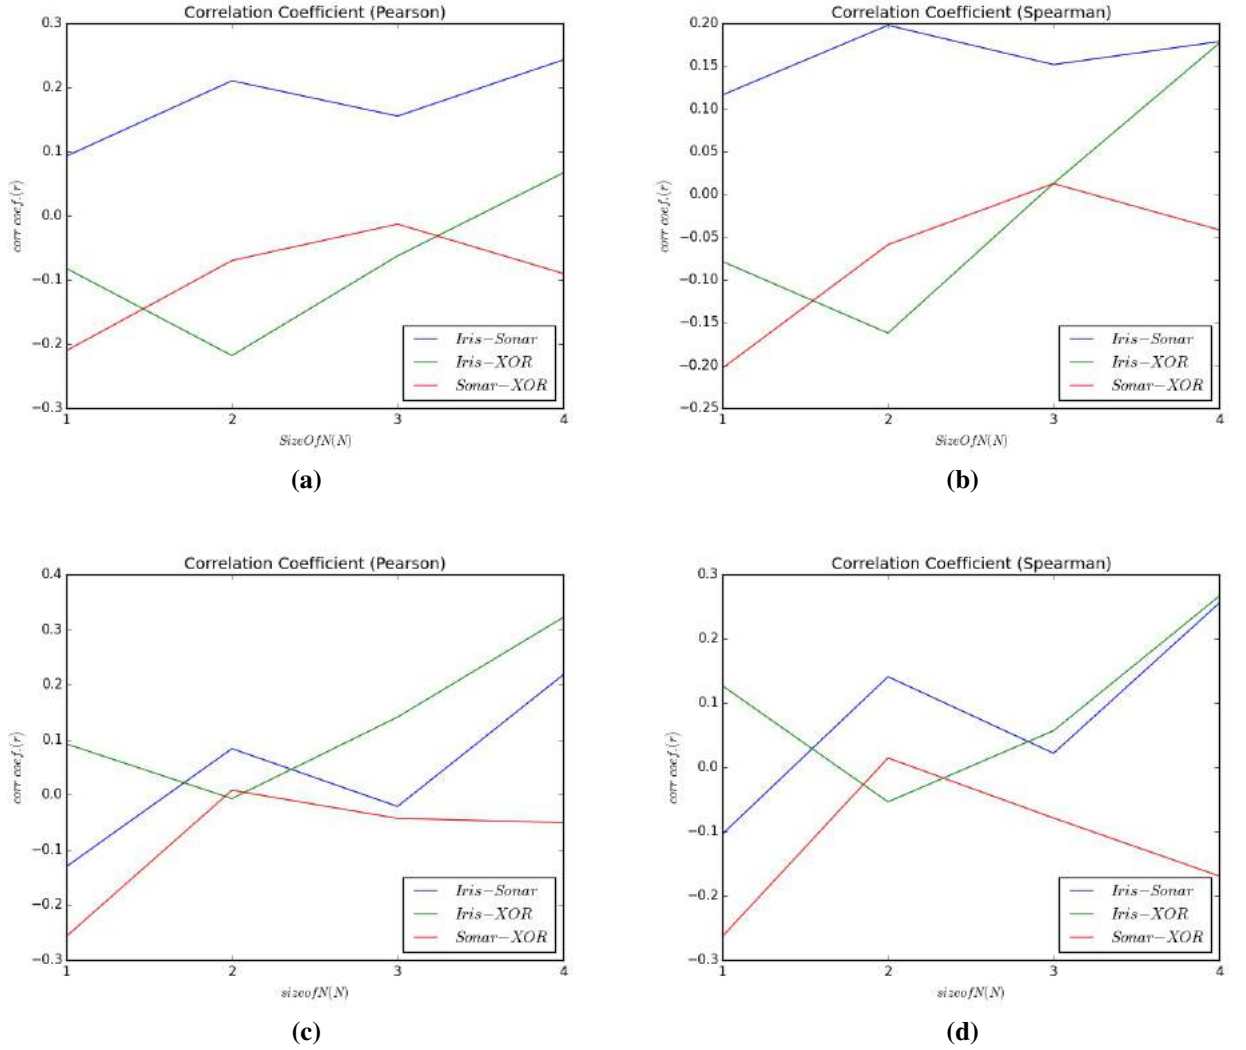 Correlation Coefficient (Pearson)
0.3
0.2
0.1
0.0
−0.1
−0.2
−0.3
corr coef.(r)
1 2 3 4
SizeOfN(N)
Iris−Sonar
Iris−XOR
Sonar−XOR
(a)
Correlation Coefficient (Spearman)
0.20
0.15
0.10
0.05
0.00
−0.05
−0.10
−0.15
−0.20
−0.25
corr coef.(r)
1 2 3 4
SizeOfN(N)
Iris−Sonar
Iris−XOR
Sonar−XOR
(b)
Correlation Coefficient (Pearson)
0.4
0.3
0.2
0.1
0.0
−0.1
−0.2
−0.3
corr coef.(r)
1 2 3 4
sizeofN(N)
Iris−Sonar
Iris−XOR
Sonar−XOR
(c)
Correlation Coefficient (Spearman)
0.3
0.2
0.1
0.0
−0.1
−0.2
−0.3
corr coef.(r)
1 2 3 4
sizeofN(N)
Iris−Sonar
Iris−XOR
Sonar−XOR
(d)